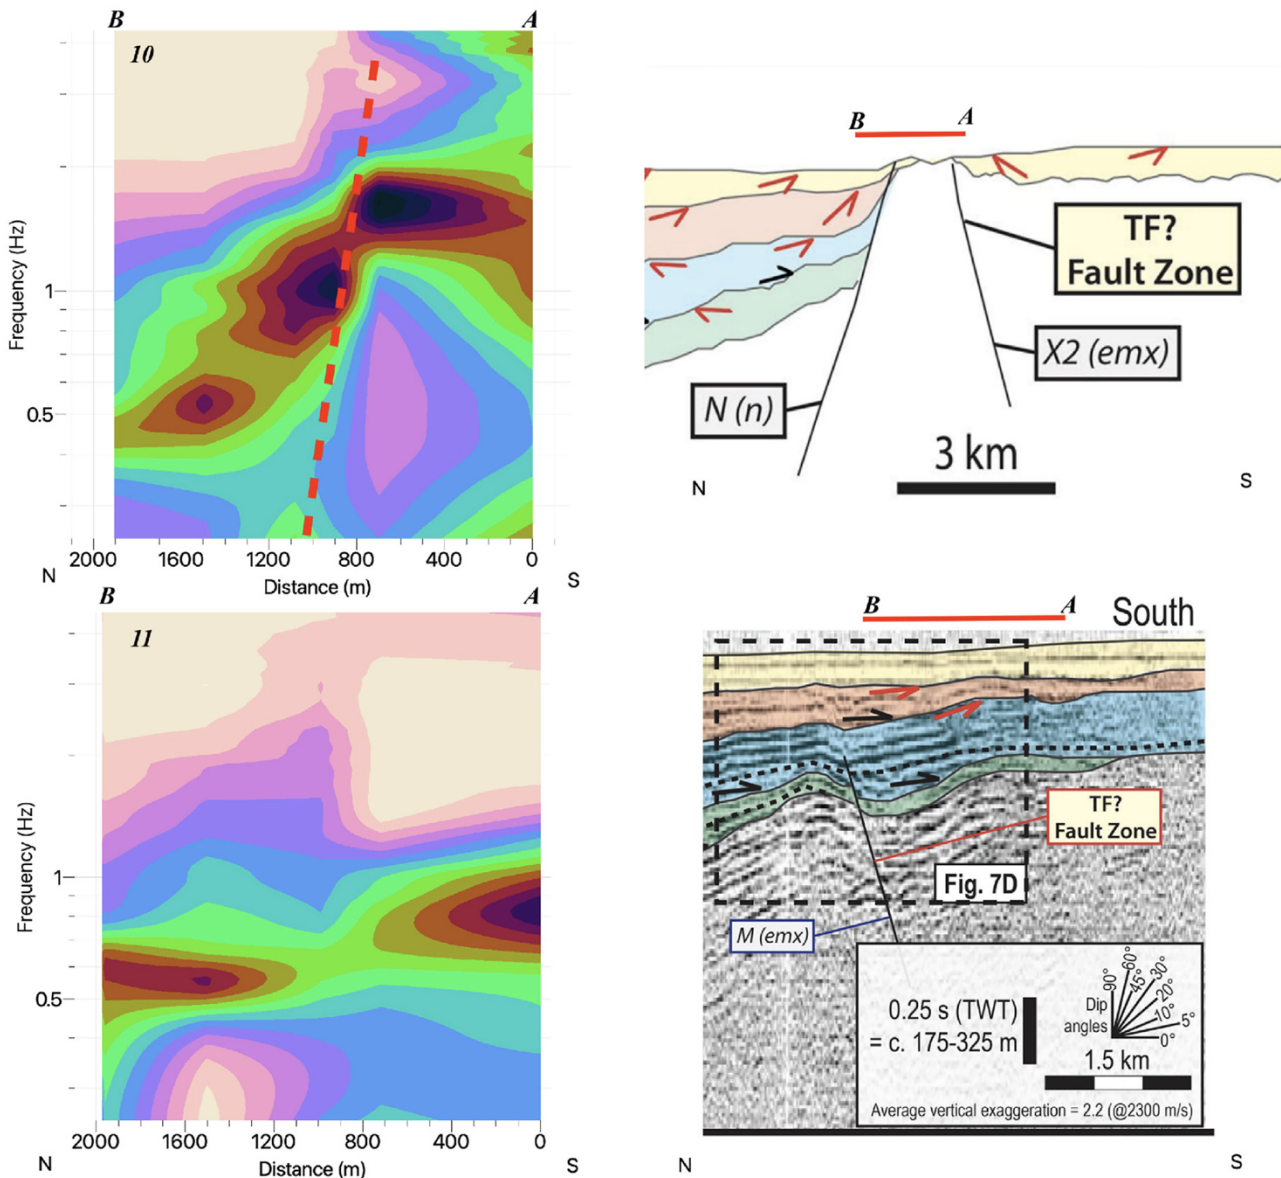 B
A
10
Frequency (Hz)
1
0.5
2000
1600
1200
800
400
0
N
Distance (m)
S
B
A
TF?
Fault Zone
X2 (emx)
N (n)
3 km
N
S
B
A
11
Frequency (Hz)
1
0.5
2000
1600
1200
800
400
0
N
Distance (m)
S
B
A
South
TF?
Fault Zone
Fig. 7D
M (emx)
0.25 s (TWT)
= c. 175-325 m
Dip
angles
90°
60°
45°
30°
20°
10°
5°
0°
1.5 km
Average vertical exaggeration = 2.2 (@2300 m/s)
N
S